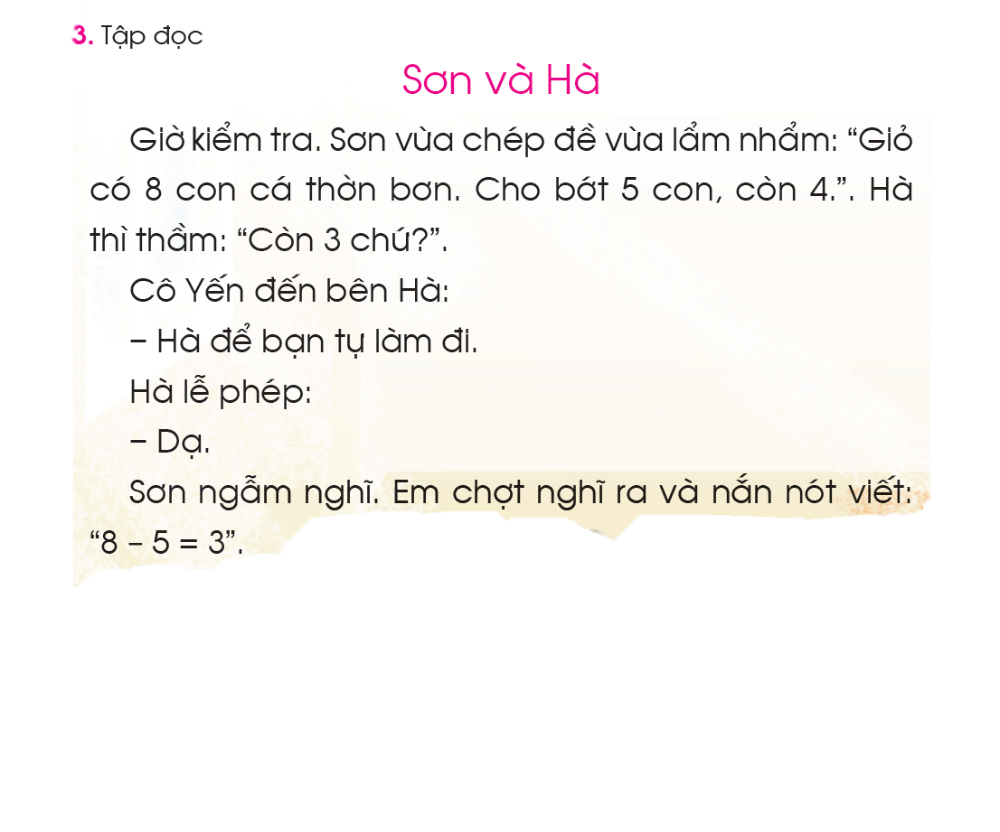 3. Tập đọc
Sơn và Hà
Giờ kiểm tra. Sơn vừa chép đề vừa lẩm nhẩm: “Giỏ
có 8 con cá thờn bơn. Cho bớt 5 con, còn 4.”. Hà
thì thầm: “Còn 3 chứ?”.
Cô Yến đến bên Hà:
– Hà để bạn tự làm đi.
Hà lễ phép:
– Dạ.
Sơn ngẫm nghĩ. Em chợt nghĩ ra và nắn nót viết:
“8 – 5 = 3”.